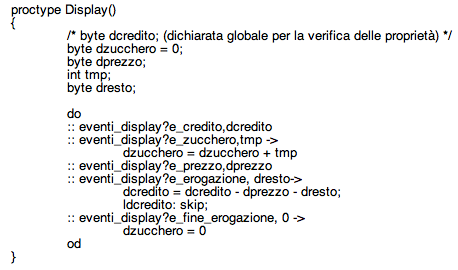 proctype Display()
{
/* byte dcredito; (dichiarata globale per la verifica delle proprietà) */
byte dzucchero = 0;
byte dprezzo;
int tmp;
byte dresto;
do
:: eventi_display?e_credito,dcredito
:: eventi_display?e_zucchero,tmp ->
dzucchero = dzucchero + tmp
:: eventi_display?e_prezzo,dprezzo
:: eventi_display?e_erogazione, dresto->
dcredito = dcredito - dprezzo - dresto;
ldcredito: skip;
:: eventi_display?e_fine_erogazione, 0 ->
dzucchero = 0
od
}